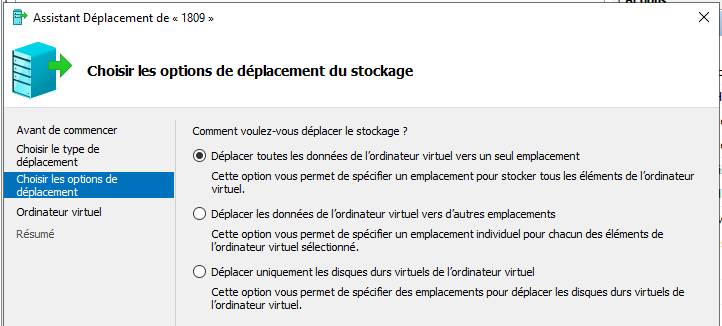 Assistant Déplacement de « 1809 »
Choisir les options de déplacement du stockage
Avant de commencer
Choisir le type de
déplacement
Choisir les options de
déplacement
Ordinateur virtuel
Résumé
Comment voulez-vous déplacer le stockage ?
Déplacer toutes les données de l'ordinateur virtuel vers un seul emplacement
Cette option vous permet de spécifier un emplacement pour stocker tous les éléments de l'ordinateur
virtuel.
Déplacer les données de l'ordinateur virtuel vers d'autres emplacements
Cette option vous permet de spécifier un emplacement individuel pour chacun des éléments de
l'ordinateur virtuel sélectionné.
Déplacer uniquement les disques durs virtuels de l'ordinateur virtuel
Cette option vous permet de spécifier des emplacements pour déplacer les disques durs virtuels de
l'ordinateur virtuel.